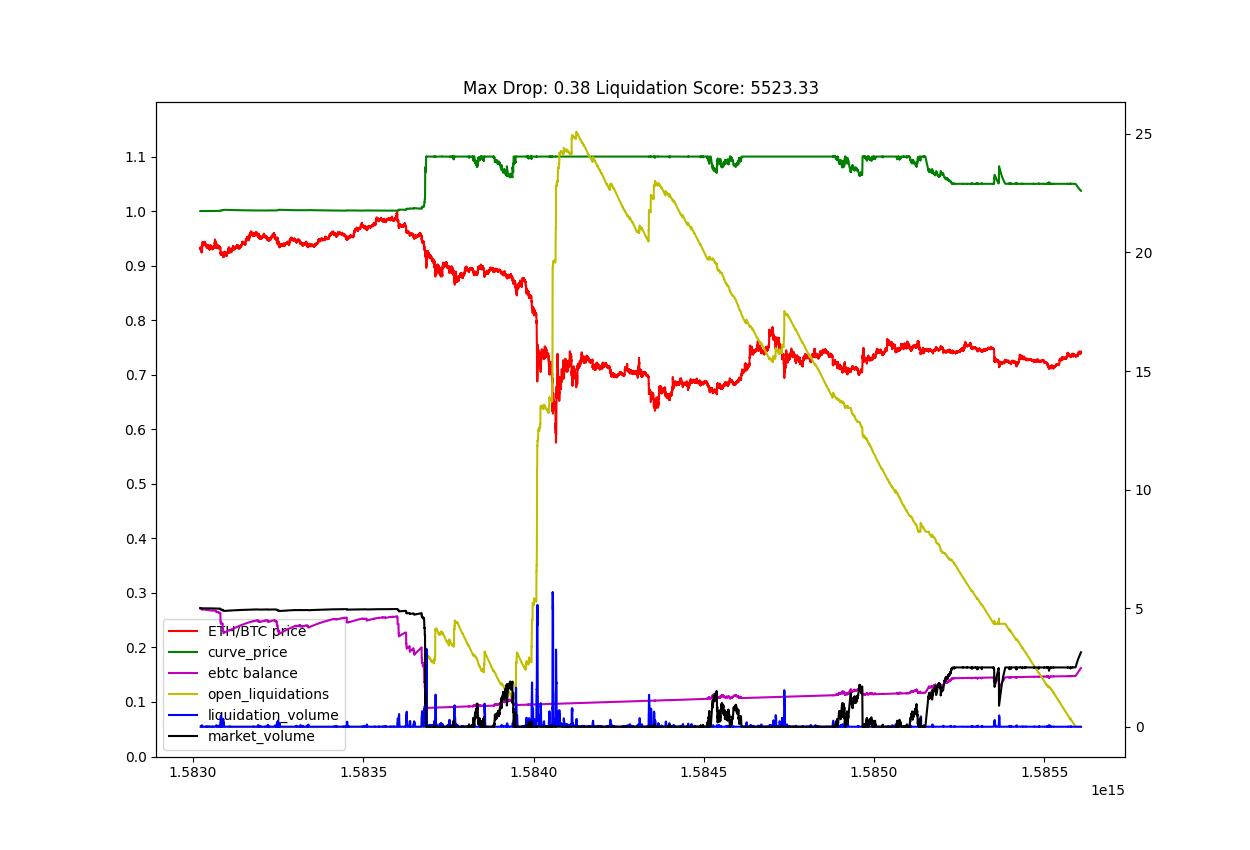 Max Drop: 0.38 Liquidation Score: 5523.33
1.1
1.0
0.9
0.8
0.7
0.6
0.5
0.4
0.3
0.2
0.1
0.0
25
20
15
10
5
0
ETH/BTC price
curve_price
ebtc balance
open_liquidations
liquidation_volume
market_volume
1.5830 1.5835 1.5840 1.5845 1.5850 1.5855
1e15